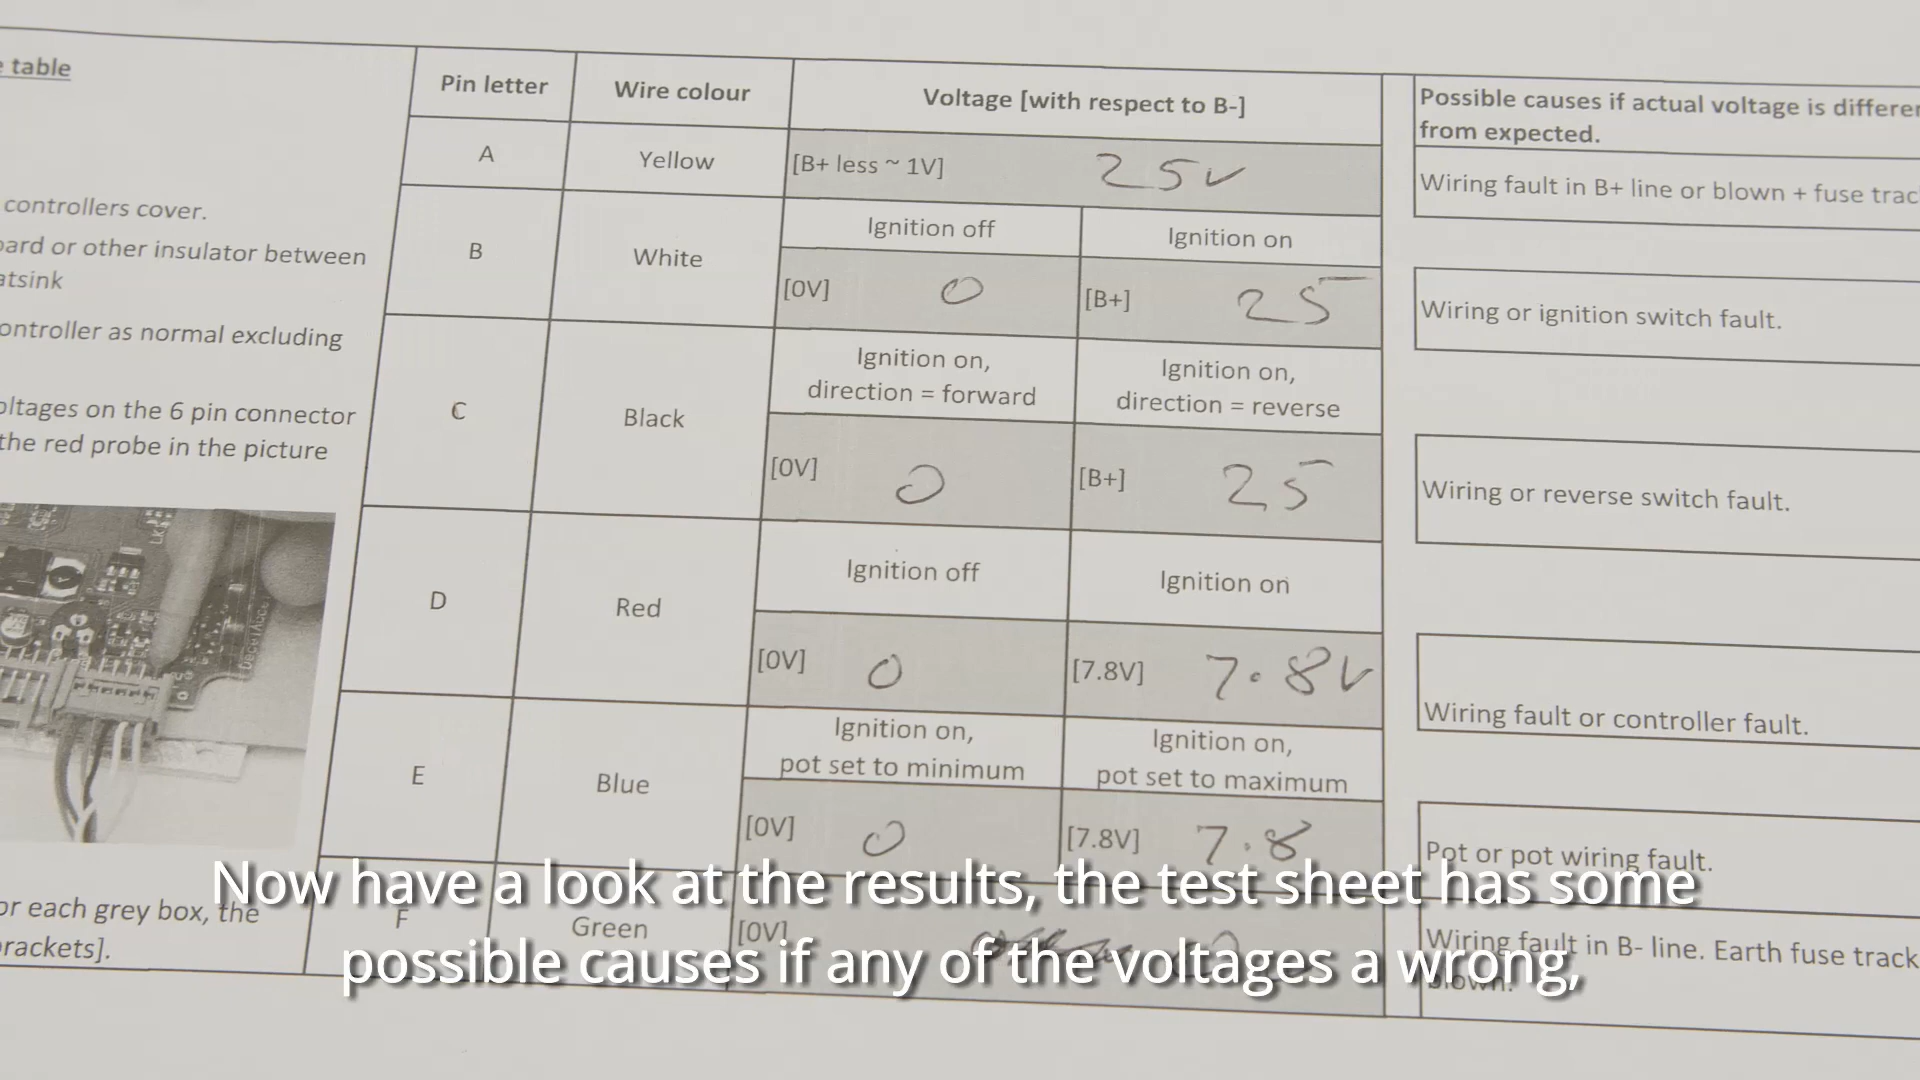 e table
controllers cover.
ard or other insulator between
atsink
ontroller as normal excluding
oltages on the 6 pin connector
the red probe in the picture
or each grey box, the
rackets].
Pin letter
Wire colour
Voltage [with respect to B-]
A
Yellow
[B+ less ~ 1V] 25v
B
White
Ignition off
Ignition on
[0V] 0
[B+] 25
C
Black
Ignition on,
direction = forward
Ignition on,
direction = reverse
[0V] 0
[B+] 25
D
Red
Ignition off
Ignition on
[0V] 0
[7.8V] 7.8V
E
Blue
Ignition on,
pot set to minimum
Ignition on,
pot set to maximum
[0V] 0
[7.8V] 7.8
F
Green
[0V]
Possible causes if actual voltage is differen
from expected.
Wiring fault in B+ line or blown + fuse trac
Wiring or ignition switch fault.
Wiring or reverse switch fault.
Wiring fault or controller fault.
Pot or pot wiring fault.
Wiring fault in B- line. Earth fuse track
blown.
Now have a look at the results, the test sheet has some
possible causes if any of the voltages a wrong,